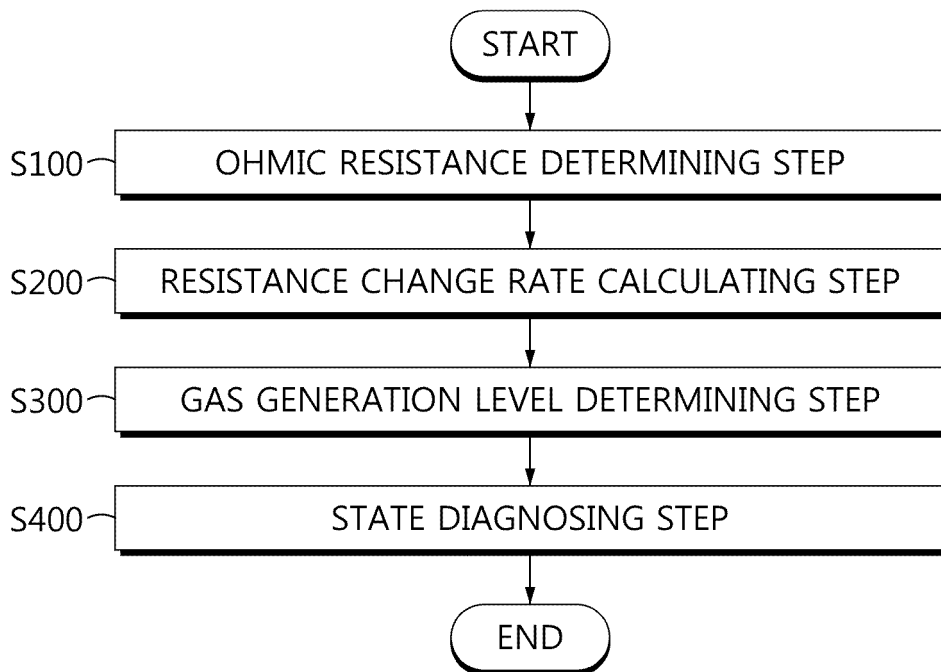 START
S100 OHMIC RESISTANCE DETERMINING STEP
S200 RESISTANCE CHANGE RATE CALCULATING STEP
S300 GAS GENERATION LEVEL DETERMINING STEP
S400 STATE DIAGNOSING STEP
END